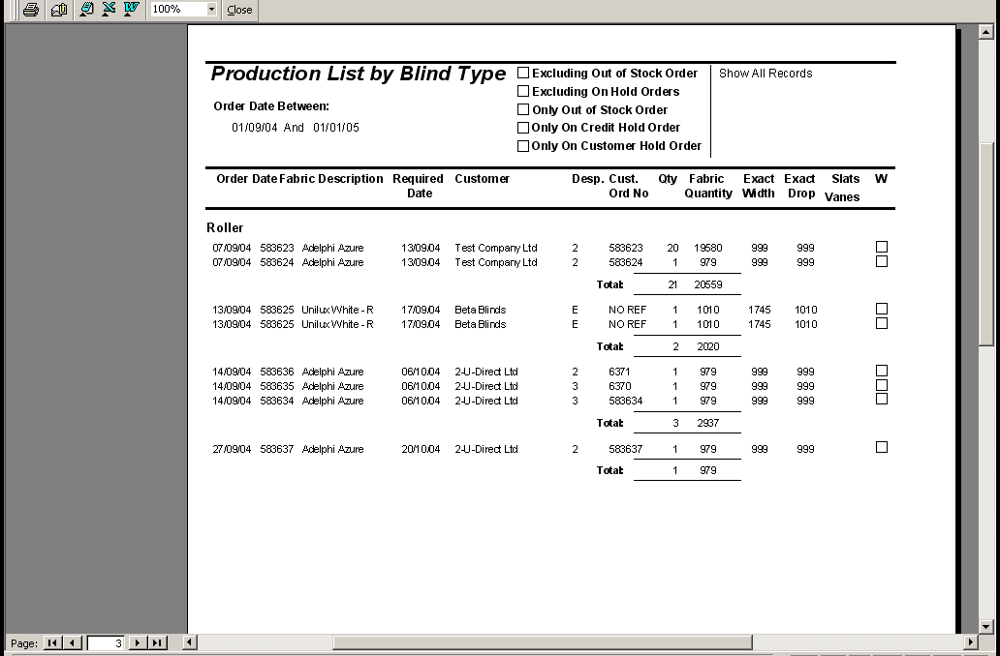 100% Close
Production List by Blind Type
Excluding Out of Stock Order
Show All Records
Excluding On Hold Orders
Order Date Between:
Only Out of Stock Order
01/09/04 And 01/01/05
Only On Credit Hold Order
Only On Customer Hold Order
Order Date Fabric Description Required Customer Desp. Cust. Qty Fabric Exact Exact Slats W
Date Ord No Quantity Width Drop Vanes
Roller
07/09/04 583623 Adelphi Azure 13/09/04 Test Company Ltd 2 583623 20 19580 999 999
07/09/04 583624 Adelphi Azure 13/09/04 Test Company Ltd 2 583624 1 979 999 999
Total: 21 20559
13/09/04 583625 Unilux White - R 17/09/04 Beta Blinds E NO REF 1 1010 1745 1010
13/09/04 583625 Unilux White - R 17/09/04 Beta Blinds E NO REF 1 1010 1745 1010
Total: 2 2020
14/09/04 583636 Adelphi Azure 06/10/04 2-U-Direct Ltd 2 6371 1 979 999 999
14/09/04 583635 Adelphi Azure 06/10/04 2-U-Direct Ltd 3 6370 1 979 999 999
14/09/04 583634 Adelphi Azure 06/10/04 2-U-Direct Ltd 3 583634 1 979 999 999
Total: 3 2937
27/09/04 583637 Adelphi Azure 20/10/04 2-U-Direct Ltd 2 583637 1 979 999 999
Total: 1 979
Page: 3